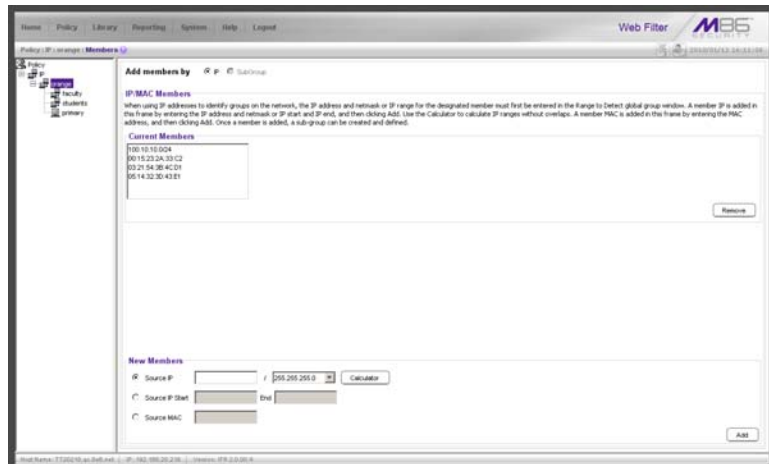 Home Policy Library Reporting System Help Logout
Web Filter
M86
SECURITY
Policy : IP : orange : Members
Policy
IP
orange
faculty
students
primary
Add members by IP SubGroup
IP/MAC Members
When using IP addresses to identify groups on the network, the IP address and netmask or IP range for the designated member must first be entered in the Range to Detect global group window. A member IP is added in
this frame by entering the IP address and netmask or IP start and IP end, and then clicking Add. Use the Calculator to calculate IP ranges without overlaps. A member MAC is added in this frame by entering the MAC
address, and then clicking Add. Once a member is added, a sub-group can be created and defined.
Current Members
100.10.10.0/24
00:15:23:2A:33:C2
03:21:54:3B:4C:D1
05:14:32:3D:43:E1
Remove
New Members
Source IP / 255.255.255.0 Calculator
Source IP Start End
Source MAC
Add
Host Name: IP: Version: